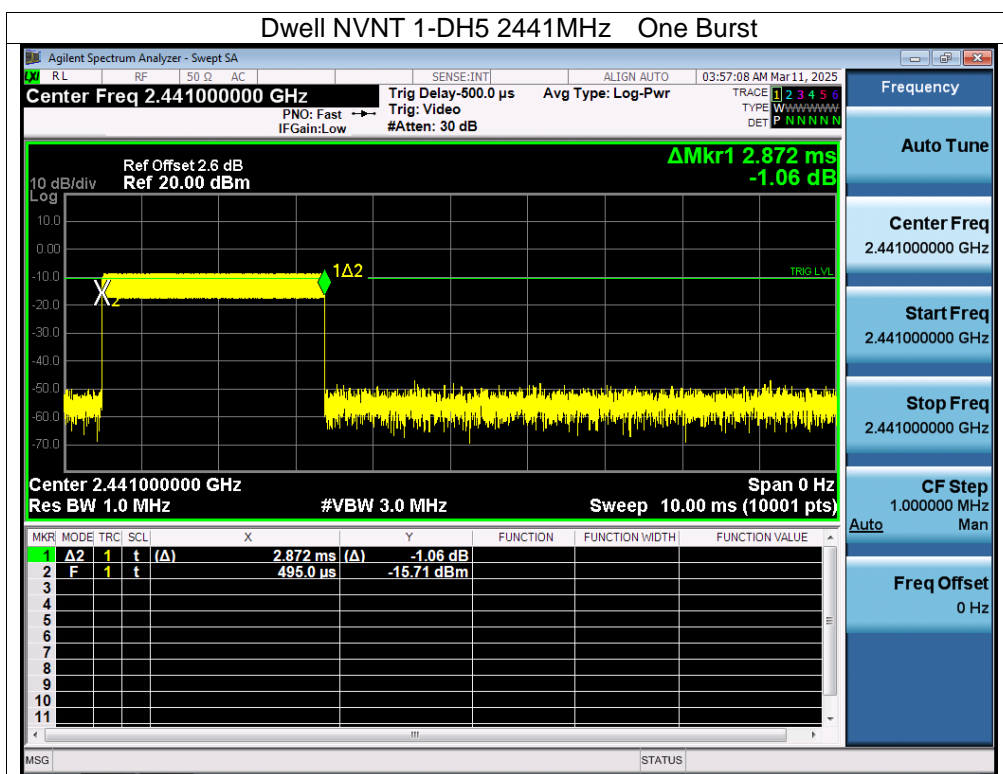 Dwell NVNT 1-DH5 2441MHz One Burst
Agilent Spectrum Analyzer - Swept SA
LXI RL RF 50 Ω AC SENSE:INT ALIGN AUTO 03:57:08 AM Mar 11, 2025
Center Freq 2.441000000 GHz
PNO: Fast
IFGain:Low
Trig Delay-500.0 µs
Trig: Video
#Atten: 30 dB
Avg Type: Log-Pwr
TRACE 1 2 3 4 5 6
TYPE WWWWWWW
DET P N N N N N
ΔMkr1 2.872 ms
-1.06 dB
Ref Offset 2.6 dB
10 dB/div Ref 20.00 dBm
Log
10.0
0.00
-10.0
-20.0
-30.0
-40.0
-50.0
-60.0
-70.0
1Δ2
TRIG LVL
2
Center 2.441000000 GHz Span 0 Hz
Res BW 1.0 MHz #VBW 3.0 MHz Sweep 10.00 ms (10001 pts)
MKR MODE TRC SCL X Y FUNCTION FUNCTION WIDTH FUNCTION VALUE
1 Δ2 1 t (Δ) 2.872 ms (Δ) -1.06 dB
2 F 1 t 495.0 µs -15.71 dBm
3
4
5
6
7
8
9
10
11
MSG STATUS
Frequency
Auto Tune
Center Freq
2.441000000 GHz
Start Freq
2.441000000 GHz
Stop Freq
2.441000000 GHz
CF Step
1.000000 MHz
Auto Man
Freq Offset
0 Hz